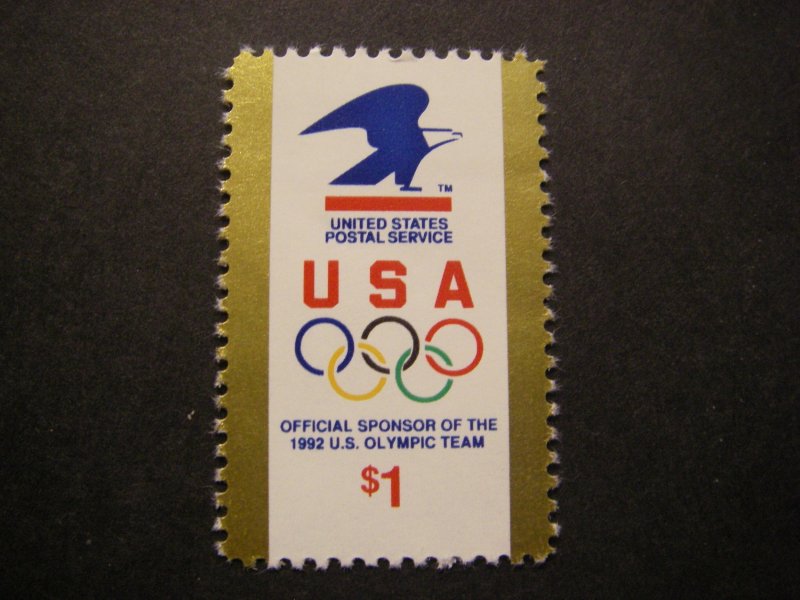 TM
UNITED STATES
POSTAL SERVICE
USA
OFFICIAL SPONSOR OF THE
1992 U.S. OLYMPIC TEAM
$1